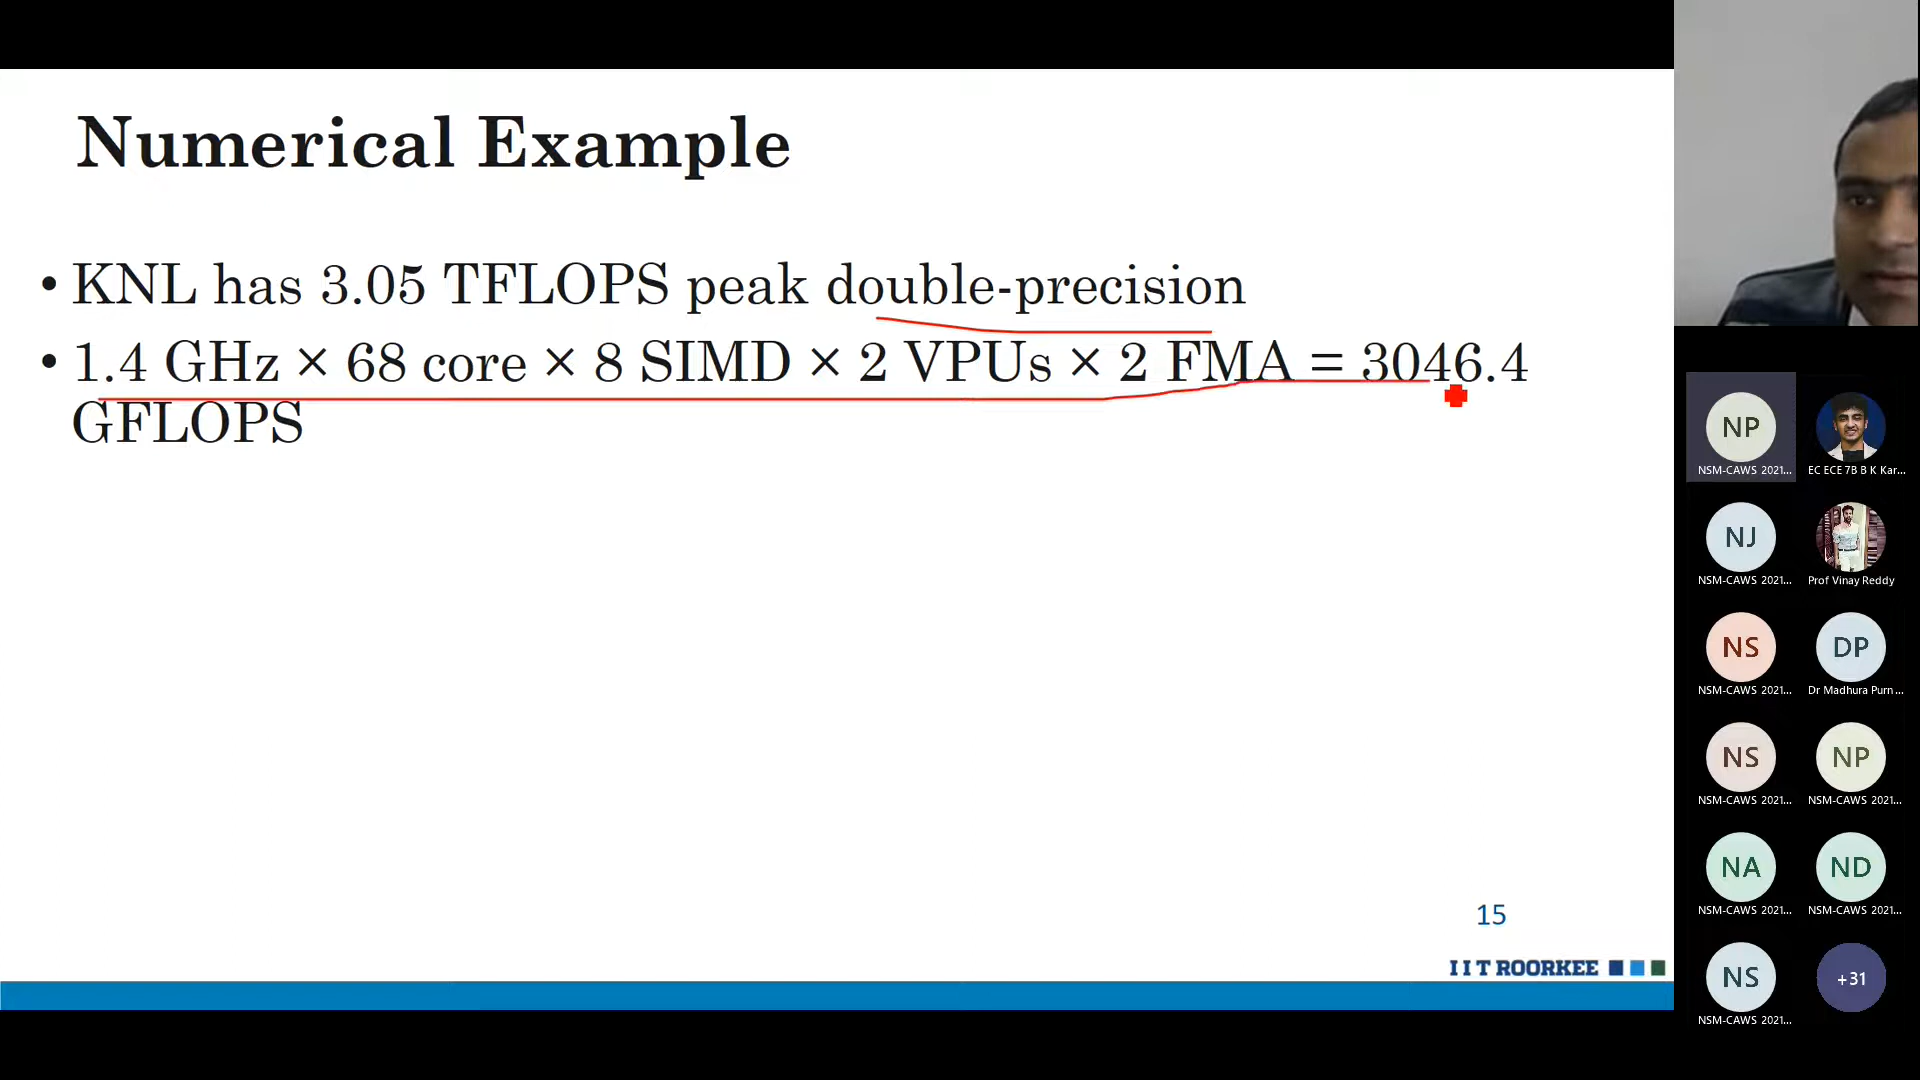 Numerical Example
• KNL has 3.05 TFLOPS peak double-precision
• 1.4 GHz × 68 core × 8 SIMD × 2 VPUs × 2 FMA = 3046.4
GFLOPS
15
IIT ROORKEE
NP
NSM-CAWS 2021...
EC ECE 7B B K Kar...
NJ
NSM-CAWS 2021...
Prof Vinay Reddy
NS
NSM-CAWS 2021...
DP
Dr Madhura Purn...
NS
NSM-CAWS 2021...
NP
NSM-CAWS 2021...
NA
NSM-CAWS 2021...
ND
NSM-CAWS 2021...
NS
NSM-CAWS 2021...
+31